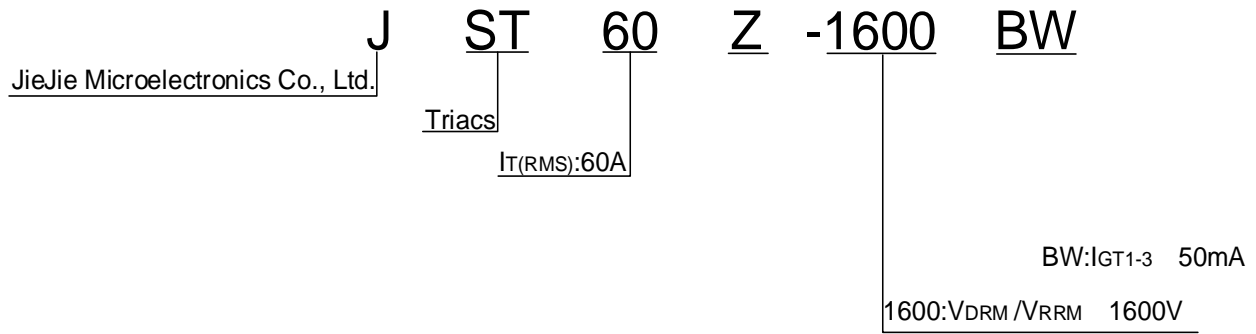 J ST 60 Z -1600 BW
JieJie Microelectronics Co., Ltd.
Triacs
IT(RMS):60A
BW:IGT1-3 50mA
1600:VDRM /VRRM 1600V